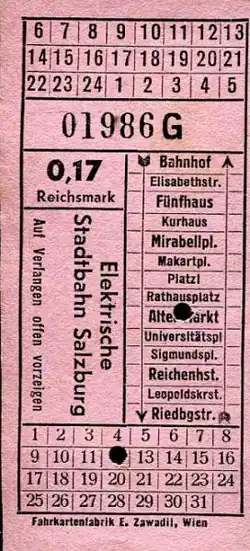 6 7 8 9 10 11 12 13
14 15 16 17 18 19 20 21
22 23 24 1 2 3 4 5
01986 G
0,17
Reichsmark
Elektrische
Stadtbahn Salzburg
Auf Verlangen offen vorzeigen
Bahnhof
Elisabethstr.
Fünfhaus
Kurhaus
Mirabellpl.
Makartpl.
Platzl
Rathausplatz
Alter Markt
Universitätspl
Sigmundspl.
Reichenhst.
Leopoldskrst.
Riedbgstr.
1 2 3 4 5 6 7 8
9 10 11 13 14 15 16
17 18 19 20 21 22 23 24
25 26 27 28 29 30 31
Fahrkartenfabrik E. Zawadil, Wien